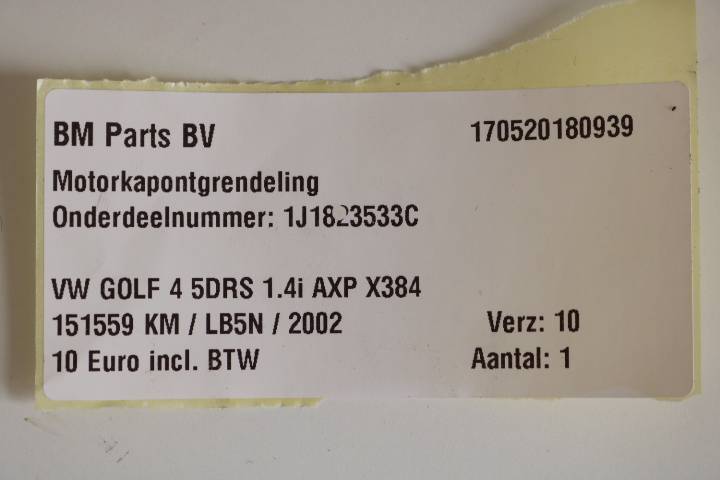 BM Parts BV 170520180939
Motorkapontgrendeling
Onderdeelnummer: 1J1823533C
VW GOLF 4 5DRS 1.4i AXP X384
151559 KM / LB5N / 2002 Verz: 10
10 Euro incl. BTW Aantal: 1